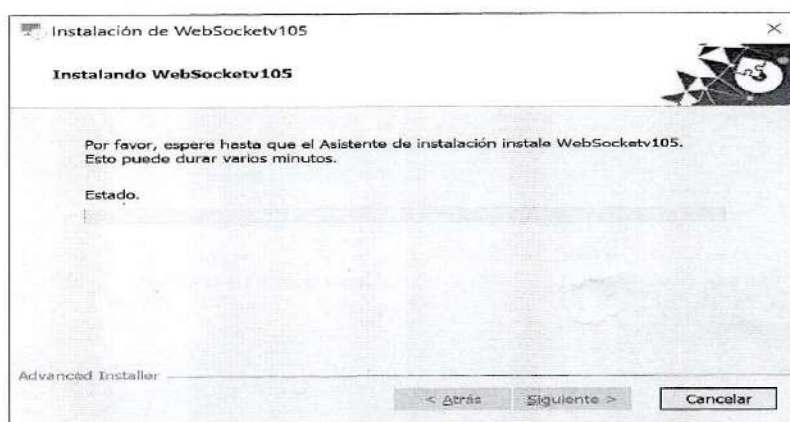 Instalación de WebSocketv105
Instalando WebSocketv105
Por favor, espere hasta que el Asistente de instalación instale WebSocketv105.
Esto puede durar varios minutos.
Estado.
Advanced Installer
< Atrás
Siguiente >
Cancelar